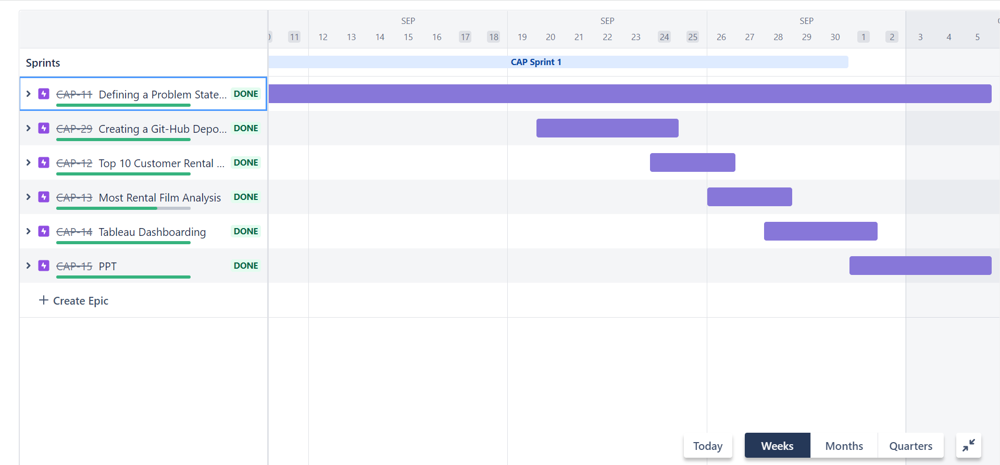 SEP SEP SEP
11 12 13 14 15 16 17 18 19 20 21 22 23 24 25 26 27 28 29 30 1 2 3 4 5
Sprints
CAP Sprint 1
CAP-11 Defining a Problem State... DONE
CAP-29 Creating a Git-Hub Depo... DONE
CAP-12 Top 10 Customer Rental ... DONE
CAP-13 Most Rental Film Analysis DONE
CAP-14 Tableau Dashboarding DONE
CAP-15 PPT DONE
+ Create Epic
Today Weeks Months Quarters